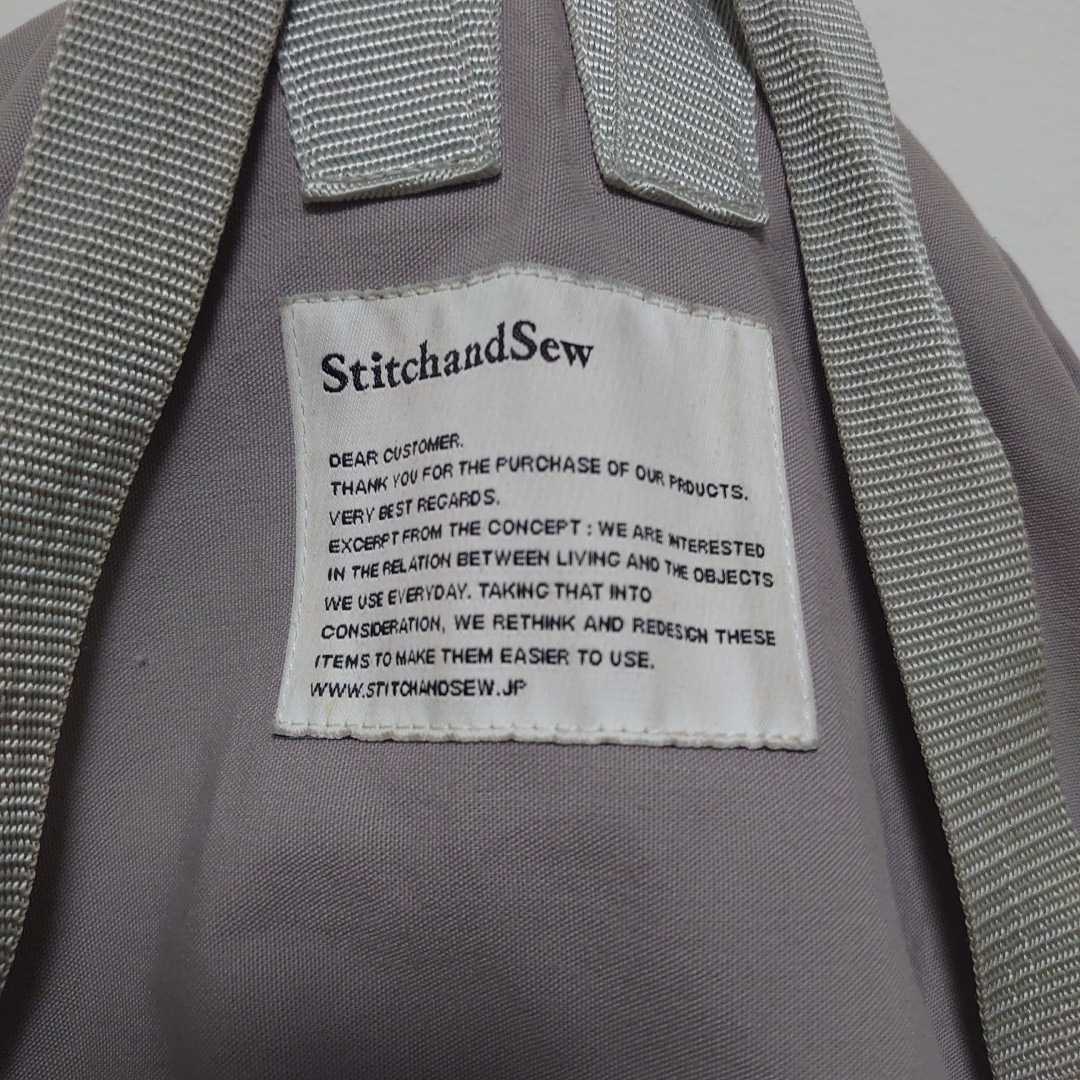 StitchandSew
DEAR CUSTOMER.
THANK YOU FOR THE PURCHASE OF OUR PRODUCTS.
VERY BEST REGARDS.
EXCERPT FROM THE CONCEPT : WE ARE INTERESTED
IN THE RELATION BETWEEN LIVING AND THE OBJECTS
WE USE EVERYDAY. TAKING THAT INTO
CONSIDERATION, WE RETHINK AND REDESIGN THESE
ITEMS TO MAKE THEM EASIER TO USE.
WWW.STITCHANDSEW.JP